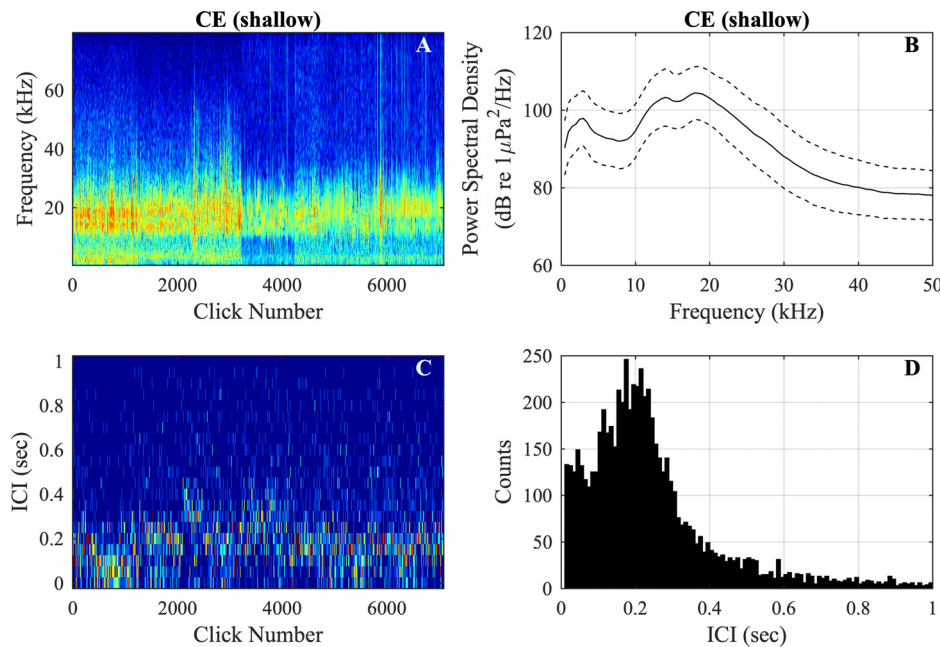 CE (shallow)
A
Frequency (kHz)
60
40
20
0
2000
4000
6000
Click Number
CE (shallow)
B
Power Spectral Density
(dB re 1μPa²/Hz)
120
100
80
60
0
10
20
30
40
50
Frequency (kHz)
C
ICI (sec)
1
0.8
0.6
0.4
0.2
0
0
2000
4000
6000
Click Number
D
Counts
250
200
150
100
50
0
0
0.2
0.4
0.6
0.8
1
ICI (sec)